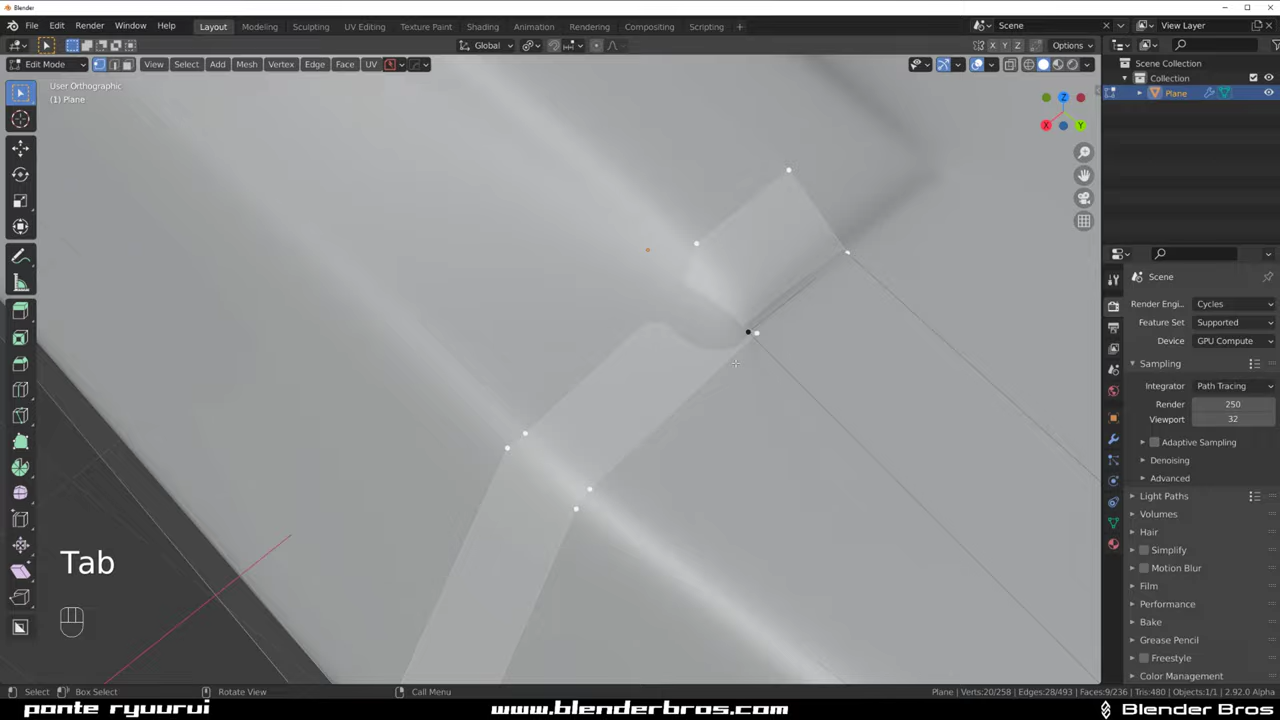 Blender
File Edit Render Window Help Layout Modeling Sculpting UV Editing Texture Paint Shading Animation Rendering Compositing Scripting + Scene View Layer
Global X Y Z Options
Edit Mode View Select Add Mesh Vertex Edge Face UV
User Orthographic
(1) Plane
Z
X Y
Scene Collection
Collection
Plane
Scene
Render Engi... Cycles
Feature Set Supported
Device GPU Compute
Sampling
Integrator Path Tracing
Render 250
Viewport 32
Adaptive Sampling
Denoising
Advanced
Light Paths
Volumes
Hair
Simplify
Motion Blur
Film
Performance
Bake
Grease Pencil
Freestyle
Color Management
Tab
Select Box Select Rotate View Call Menu Plane | Verts:20/258 | Edges:28/493 | Faces:9/236 | Tris:480 | Objects:1/1 | 2.92.0 Alpha
ponte ryuurui www.blenderbros.com Blender Bros